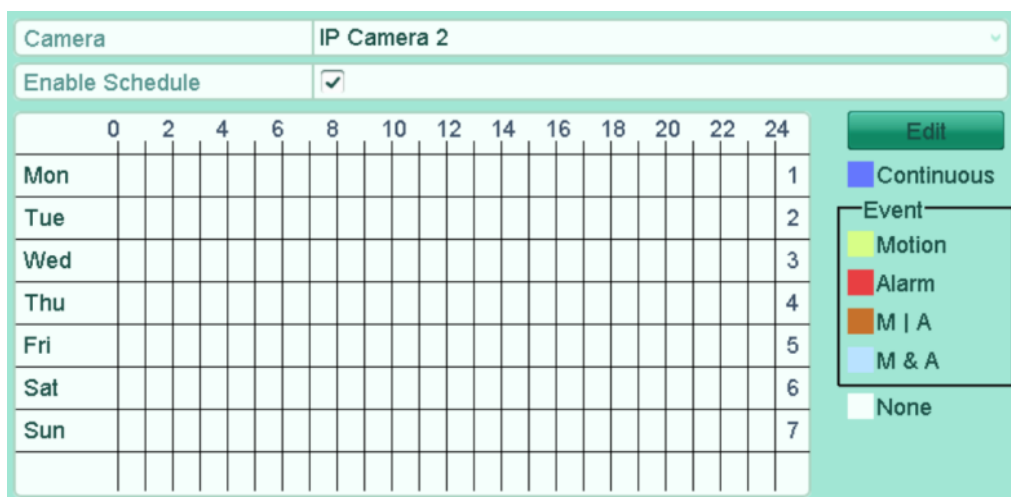 Camera IP Camera 2
Enable Schedule
0 2 4 6 8 10 12 14 16 18 20 22 24
Mon 1
Tue 2
Wed 3
Thu 4
Fri 5
Sat 6
Sun 7
Edit
Continuous
Event
Motion
Alarm
M | A
M & A
None